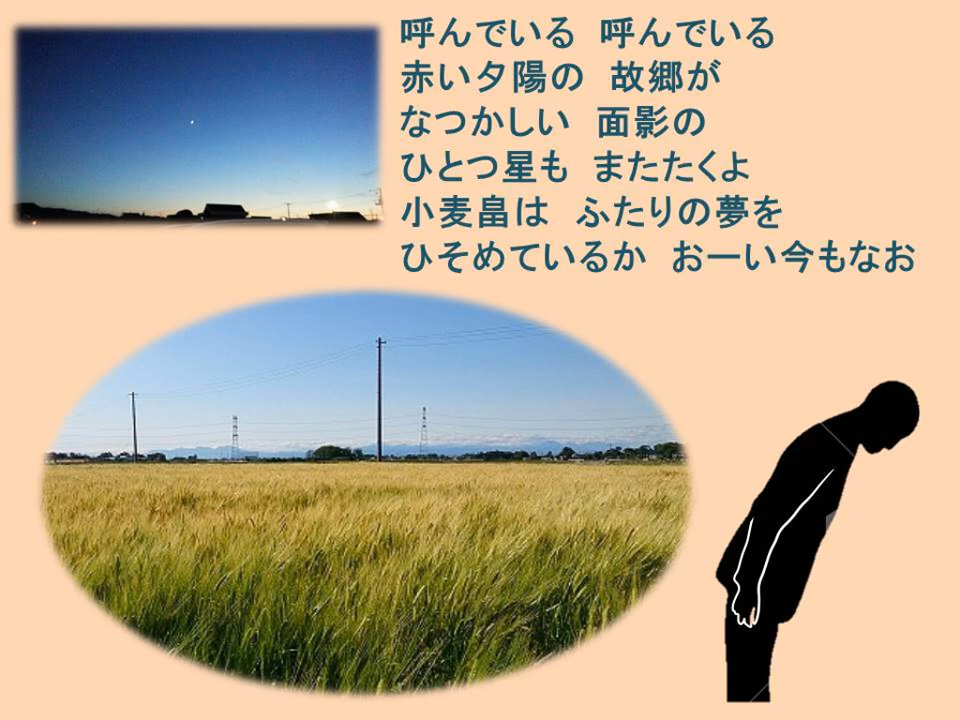 呼んでいる　呼んでいる
赤い夕陽の　故郷が
なつかしい　面影の
ひとつ星も　またたくよ
小麦畠は　ふたりの夢を
ひそめているか　おーい今もなお